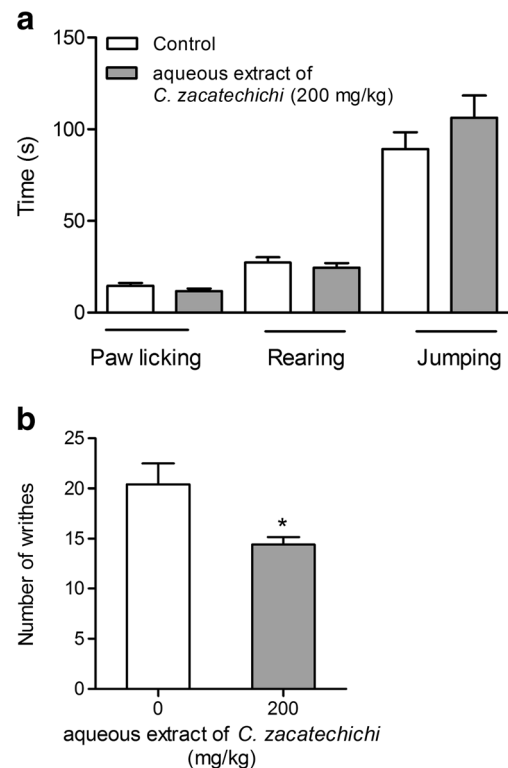 a
150
100
50
0
Time (s)
Control
aqueous extract of
C. zacatechichi (200 mg/kg)
Paw licking
Rearing
Jumping
b
25
20
15
10
5
0
Number of writhes
*
0
200
aqueous extract of C. zacatechichi
(mg/kg)